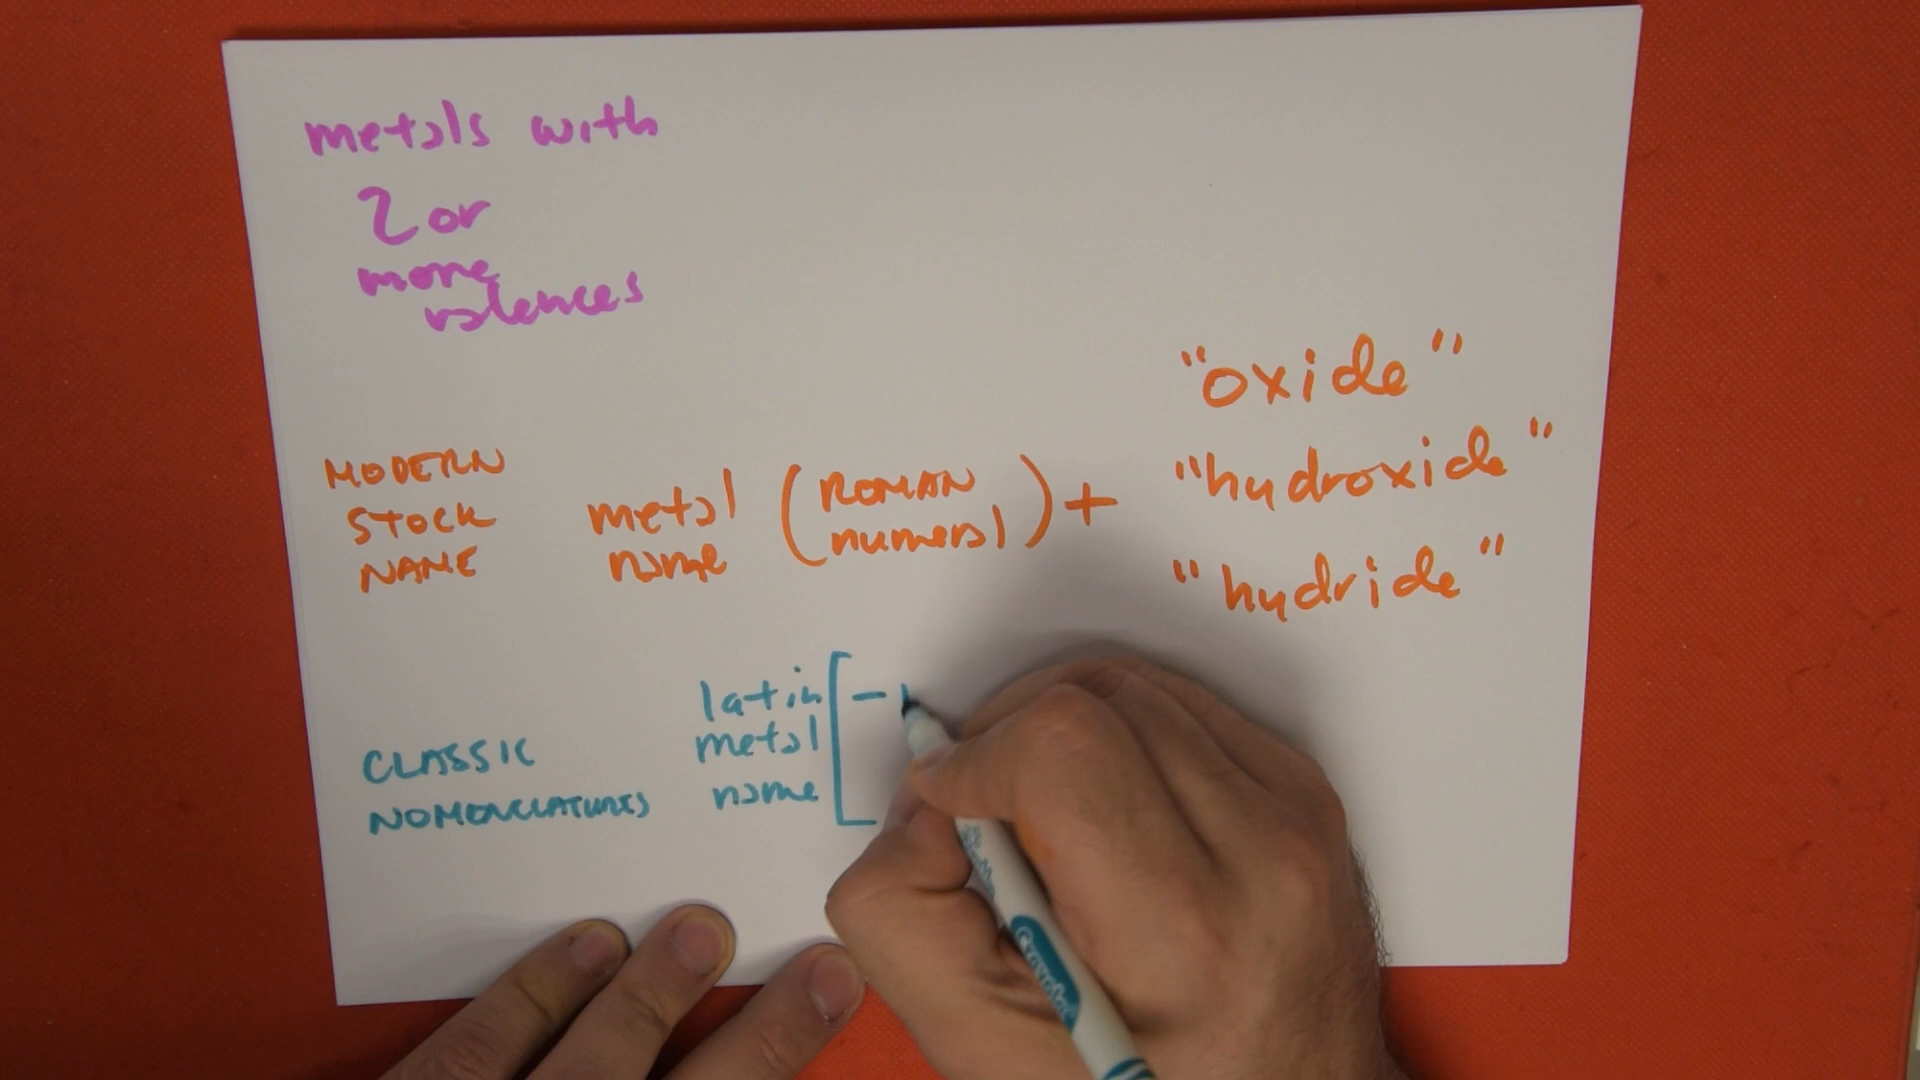 metals with
2 or
more
valences
MODERN
STOCK
NAME
metal
name
(ROMAN
numeral)
+
"oxide"
"hydroxide"
"hydride"
CLASSIC
NOMENCLATURES
latin
metal
name
[
-
Crayola